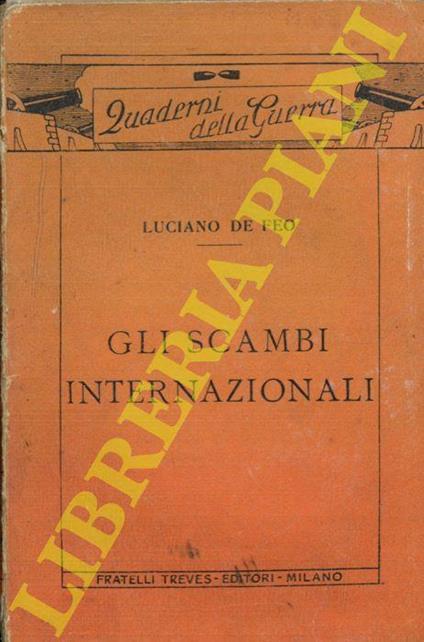 Quaderni
della Guerra
LUCIANO DE FEO
GLI SCAMBI
INTERNAZIONALI
FRATELLI TREVES - EDITORI - MILANO
LIBRERIA PIANI